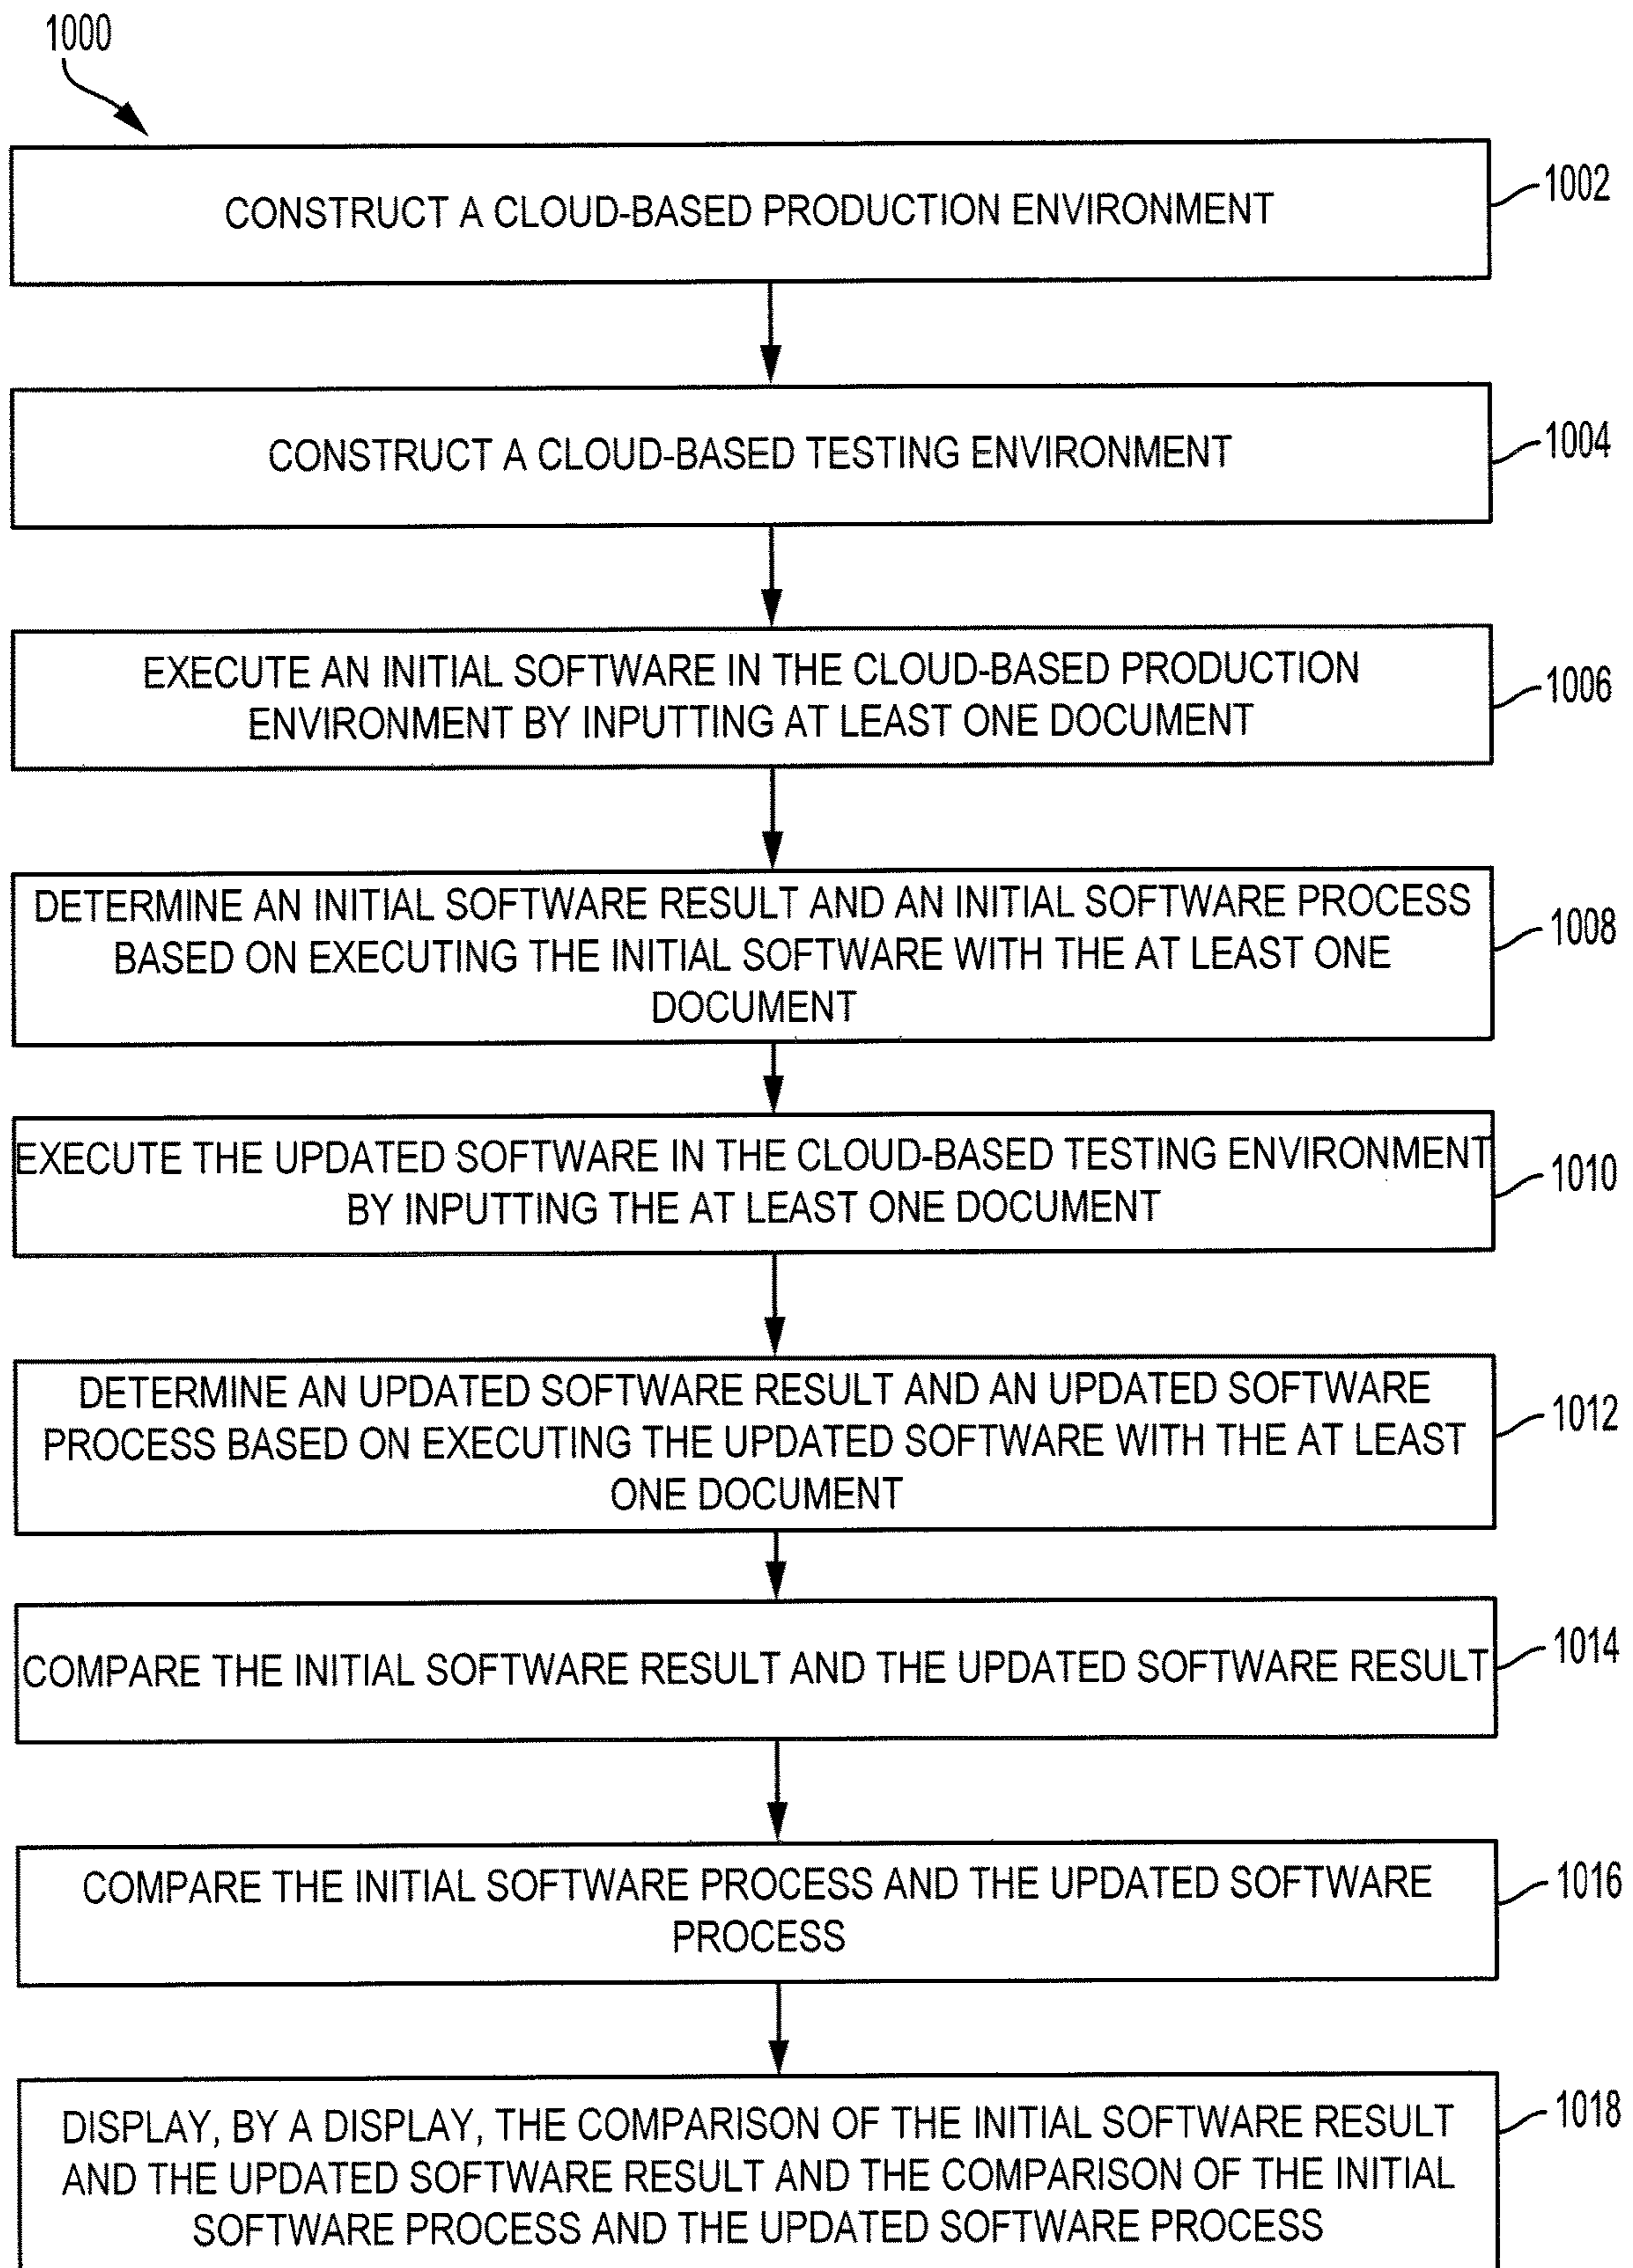 1000
CONSTRUCT A CLOUD-BASED PRODUCTION ENVIRONMENT
1002
CONSTRUCT A CLOUD-BASED TESTING ENVIRONMENT
1004
EXECUTE AN INITIAL SOFTWARE IN THE CLOUD-BASED PRODUCTION
ENVIRONMENT BY INPUTTING AT LEAST ONE DOCUMENT
1006
DETERMINE AN INITIAL SOFTWARE RESULT AND AN INITIAL SOFTWARE PROCESS
BASED ON EXECUTING THE INITIAL SOFTWARE WITH THE AT LEAST ONE
DOCUMENT
1008
EXECUTE THE UPDATED SOFTWARE IN THE CLOUD-BASED TESTING ENVIRONMENT
BY INPUTTING THE AT LEAST ONE DOCUMENT
1010
DETERMINE AN UPDATED SOFTWARE RESULT AND AN UPDATED SOFTWARE
PROCESS BASED ON EXECUTING THE UPDATED SOFTWARE WITH THE AT LEAST
ONE DOCUMENT
1012
COMPARE THE INITIAL SOFTWARE RESULT AND THE UPDATED SOFTWARE RESULT
1014
COMPARE THE INITIAL SOFTWARE PROCESS AND THE UPDATED SOFTWARE
PROCESS
1016
DISPLAY, BY A DISPLAY, THE COMPARISON OF THE INITIAL SOFTWARE RESULT
AND THE UPDATED SOFTWARE RESULT AND THE COMPARISON OF THE INITIAL
SOFTWARE PROCESS AND THE UPDATED SOFTWARE PROCESS
1018